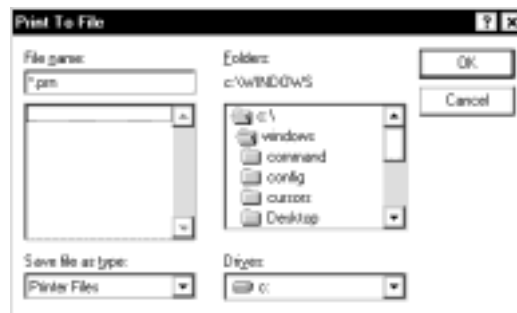 Print To File
File name:
*.prn
Folders:
c:\WINDOWS
c:\
windows
command
config
cursors
Desktop
OK
Cancel
Save file as type:
Printer Files
Drives:
c: